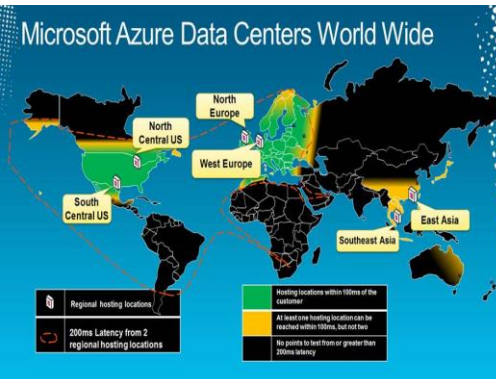 Microsoft Azure Data Centers World Wide
North
Europe
North
Central US
West Europe
South
Central US
East Asia
Southeast Asia
Regional hosting locations
200ms Latency from 2
regional hosting locations
Hosting locations within 100ms of the
customer
At least one hosting location can be
reached within 100ms, but not two
No points to test from or greater than
200ms latency